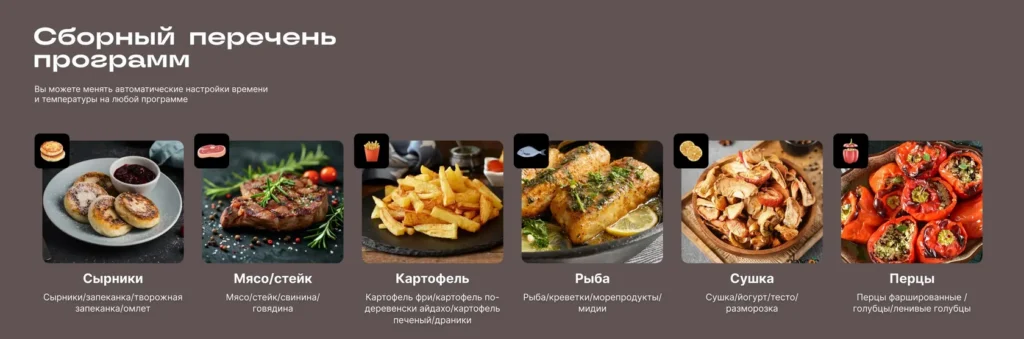 Сборный перечень
программ
Вы можете менять автоматические настройки времени
и температуры на любой программе
Сырники
Сырники/запеканка/творожная
запеканка/омлет
Мясо/стейк
Мясо/стейк/свинина/
говядина
Картофель
Картофель фри/картофель по-
деревенски айдахо/картофель
печеный/драники
Рыба
Рыба/креветки/морепродукты/
мидии
Сушка
Сушка/йогурт/тесто/
разморозка
Перцы
Перцы фаршированные /
голубцы/ленивые голубцы